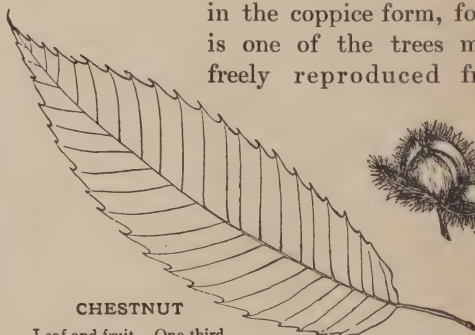 in the coppice form, fo
is one of the trees m
freely reproduced fr
CHESTNUT
Leaf and fruit. One third